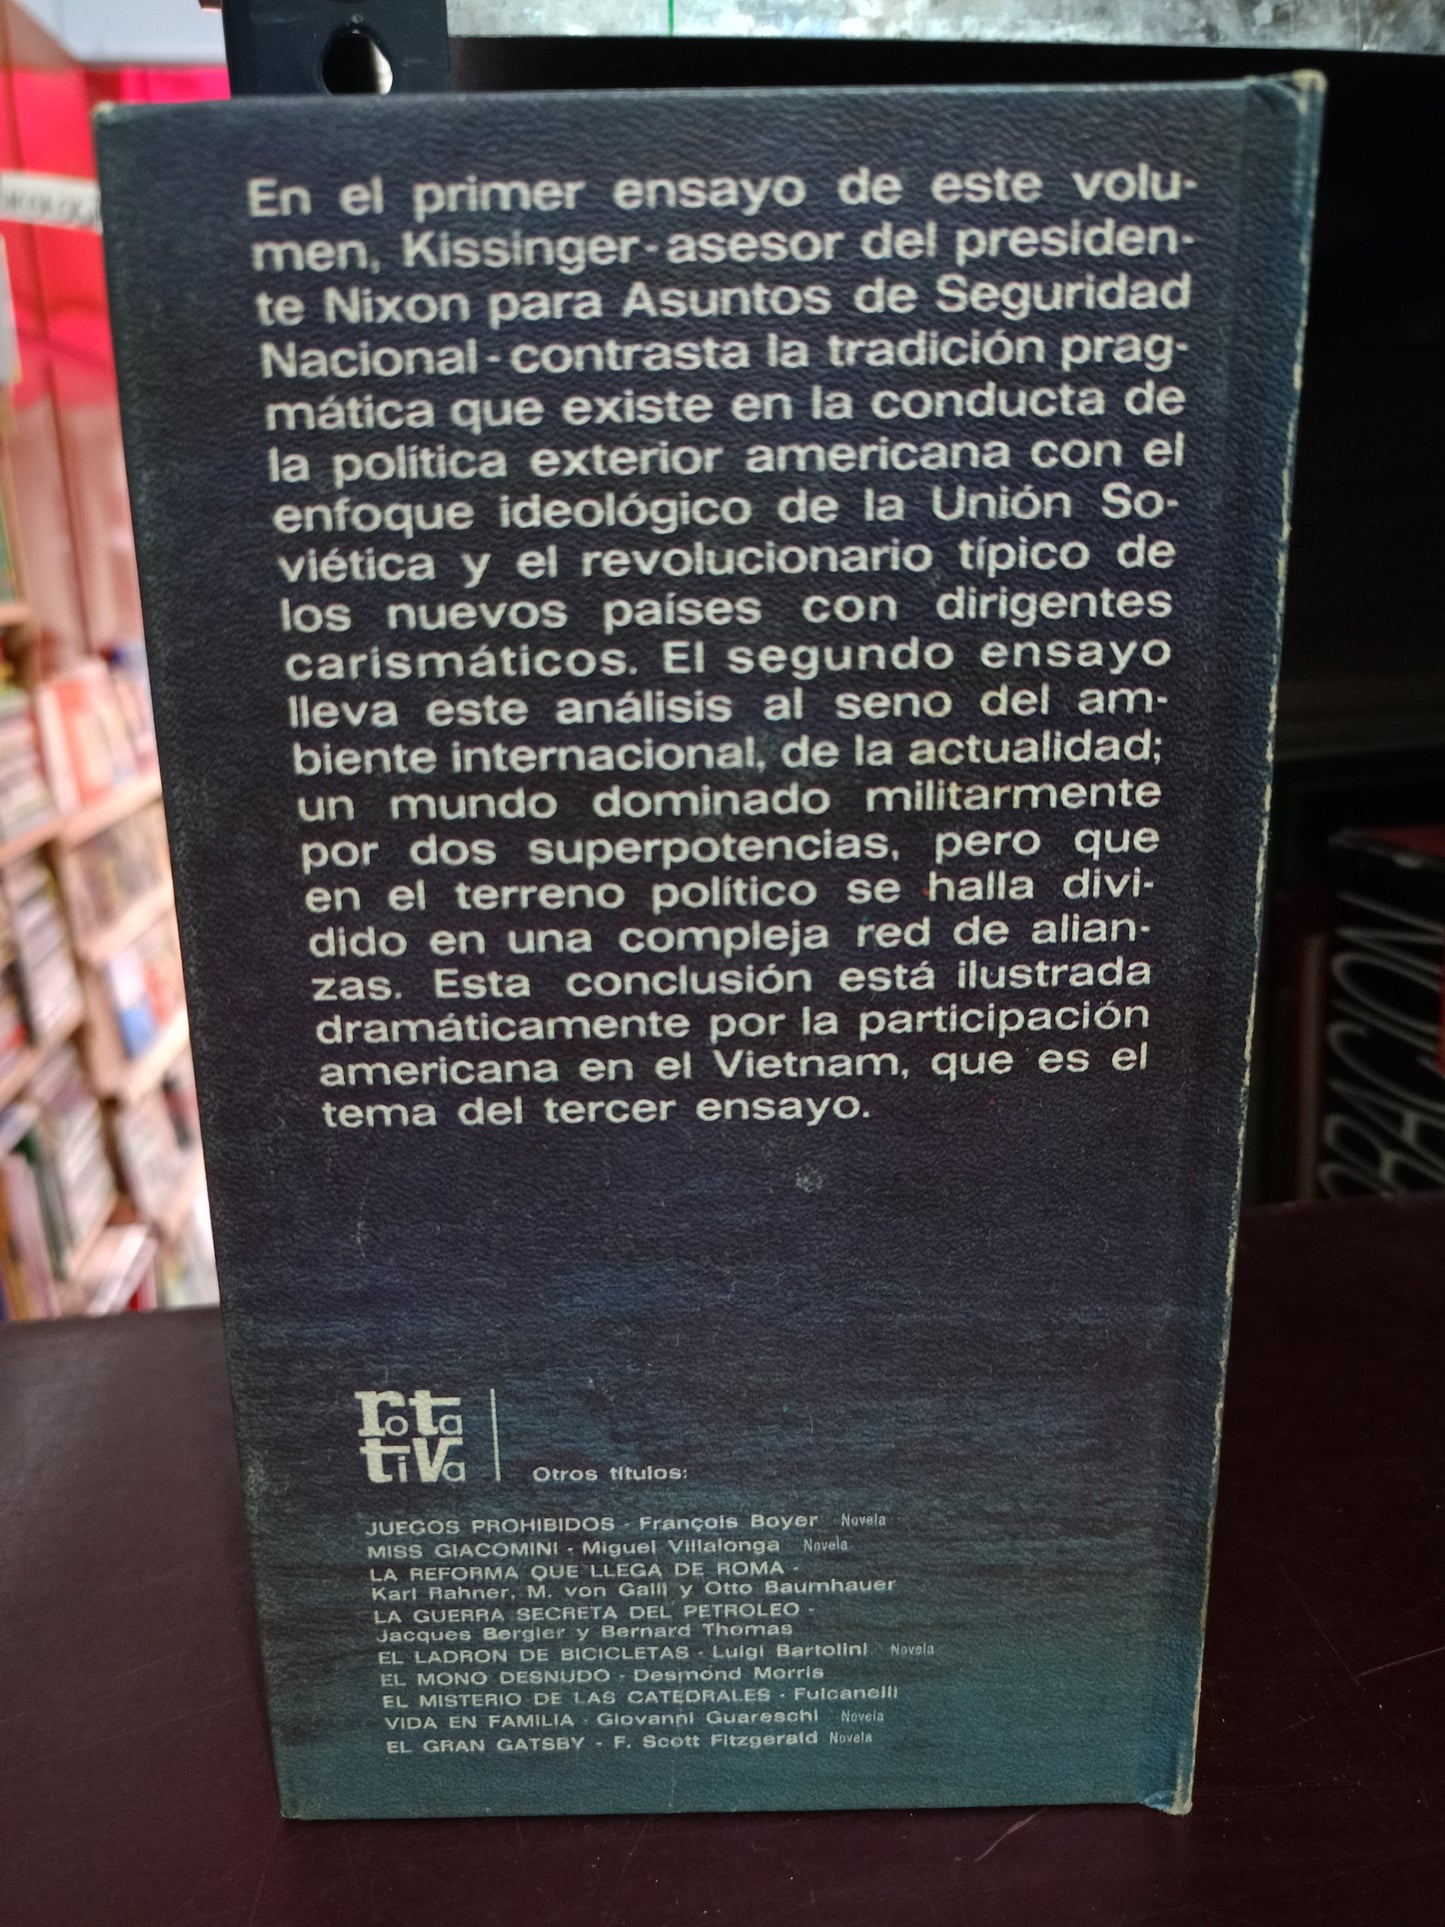 En el primer ensayo de este volu-
men, Kissinger-asesor del presiden-
te Nixon para Asuntos de Seguridad
Nacional-contrasta la tradición prag-
mática que existe en la conducta de
la política exterior americana con el
enfoque ideológico de la Unión So-
viética y el revolucionario típico de
los nuevos países con dirigentes
carismáticos. El segundo ensayo
lleva este análisis al seno del am-
biente internacional, de la actualidad;
un mundo dominado militarmente
por dos superpotencias, pero que
en el terreno político se halla divi-
dido en una compleja red de alian-
zas. Esta conclusión está ilustrada
dramáticamente por la participación
americana en el Vietnam, que es el
tema del tercer ensayo.
rota
tiva
Otros títulos:
JUEGOS PROHIBIDOS - François Boyer Novela
MISS GIACOMINI - Miguel Villalonga Novela
LA REFORMA QUE LLEGA DE ROMA -
Karl Rahner, M. von Galli y Otto Baumhauer
LA GUERRA SECRETA DEL PETROLEO -
Jacques Bergier y Bernard Thomas
EL LADRON DE BICICLETAS - Luigi Bartolini Novela
EL MONO DESNUDO - Desmond Morris
EL MISTERIO DE LAS CATEDRALES - Fulcanelli
VIDA EN FAMILIA - Giovanni Guareschi Novela
EL GRAN GATSBY - F. Scott Fitzgerald Novela